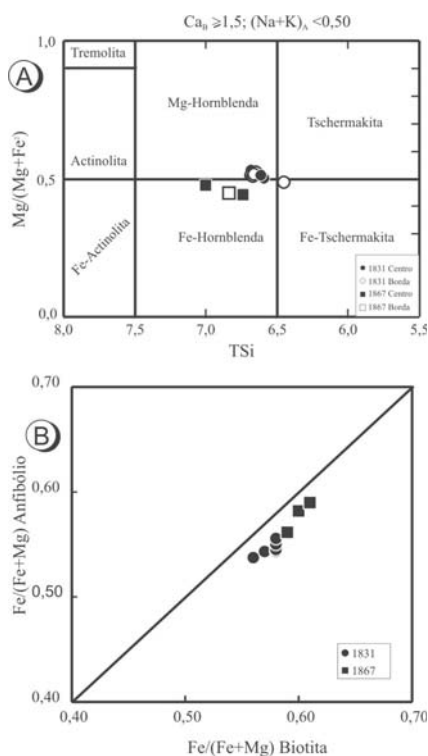 Ca_B ⩾1,5; (Na+K)_A <0,50
A
1,0
Tremolita
Mg-Hornblenda
Tschermakita
Actinolita
0,5
Fe-Actinolita
Fe-Hornblenda
Fe-Tschermakita
1831 Centro
1831 Borda
1867 Centro
1867 Borda
0,0
8,0 7,5 7,0 6,5 6,0 5,5
Mg/(Mg+Fe²)
TSi
B
0,70
0,60
0,50
0,40
Fe/(Fe+Mg) Anfibólio
1831
1867
0,40 0,50 0,60 0,70
Fe/(Fe+Mg) Biotita